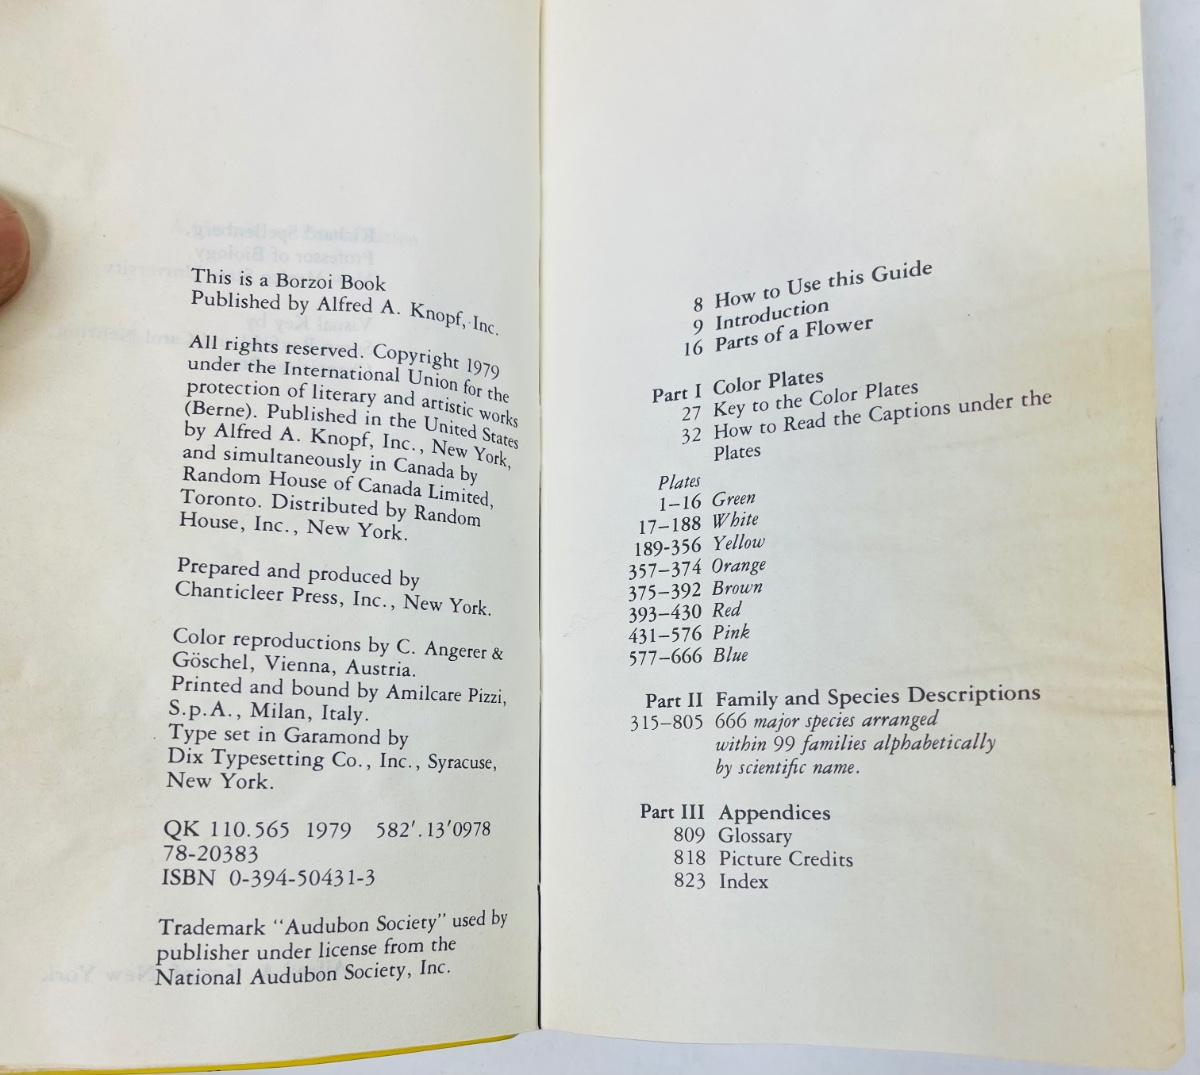 This is a Borzoi Book
Published by Alfred A. Knopf, Inc.
All rights reserved. Copyright 1979
under the International Union for the
protection of literary and artistic works
(Berne). Published in the United States
by Alfred A. Knopf, Inc., New York,
and simultaneously in Canada by
Random House of Canada Limited,
Toronto. Distributed by Random
House, Inc., New York.
Prepared and produced by
Chanticleer Press, Inc., New York.
Color reproductions by C. Angerer &
Göschel, Vienna, Austria.
Printed and bound by Amilcare Pizzi,
S.p.A., Milan, Italy.
Type set in Garamond by
Dix Typesetting Co., Inc., Syracuse,
New York.
QK 110.565 1979 582'.13'0978
78-20383
ISBN 0-394-50431-3
Trademark "Audubon Society" used by
publisher under license from the
National Audubon Society, Inc.
8 How to Use this Guide
9 Introduction
16 Parts of a Flower
Part I Color Plates
27 Key to the Color Plates
32 How to Read the Captions under the
Plates
Plates
1–16 Green
17–188 White
189-356 Yellow
357–374 Orange
375–392 Brown
393–430 Red
431–576 Pink
577–666 Blue
Part II Family and Species Descriptions
315–805 666 major species arranged
within 99 families alphabetically
by scientific name.
Part III Appendices
809 Glossary
818 Picture Credits
823 Index